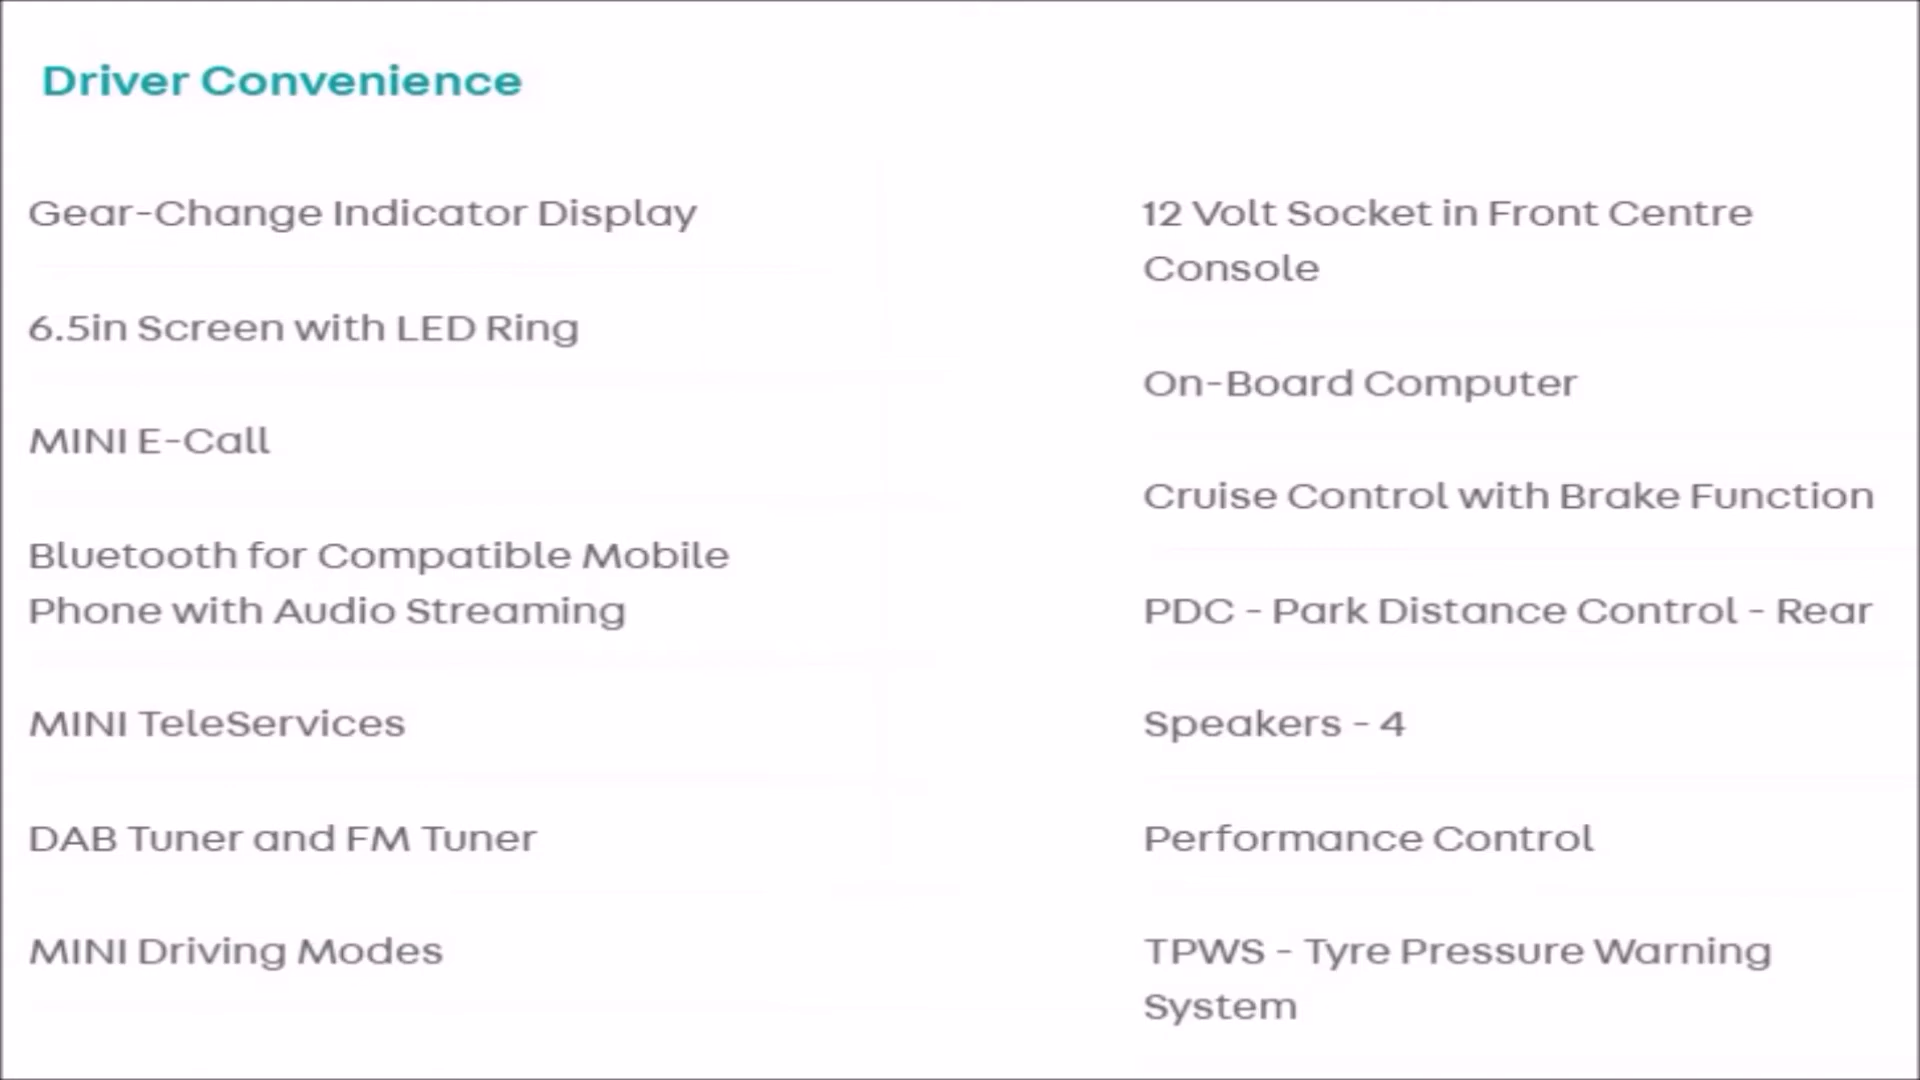 Driver Convenience
Gear-Change Indicator Display
6.5in Screen with LED Ring
MINI E-Call
Bluetooth for Compatible Mobile
Phone with Audio Streaming
MINI TeleServices
DAB Tuner and FM Tuner
MINI Driving Modes
12 Volt Socket in Front Centre
Console
On-Board Computer
Cruise Control with Brake Function
PDC - Park Distance Control - Rear
Speakers - 4
Performance Control
TPWS - Tyre Pressure Warning
System